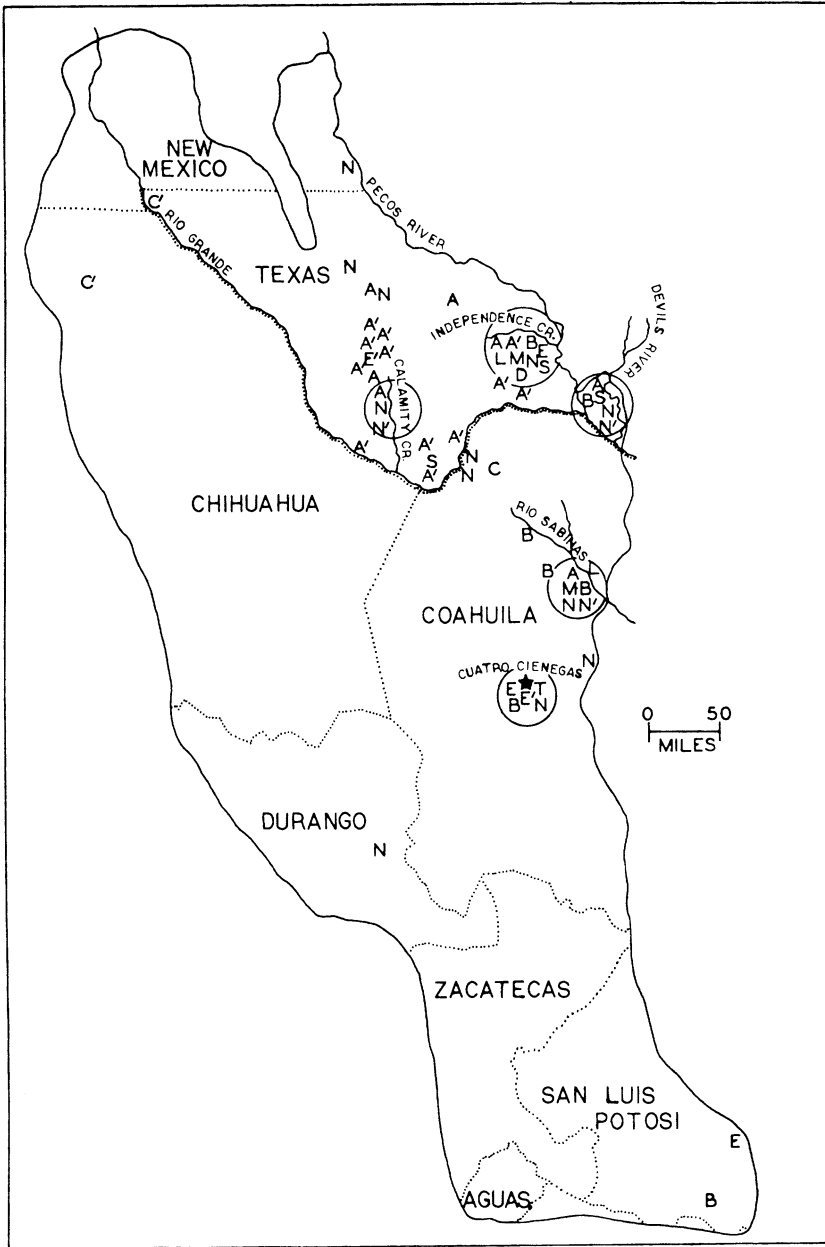 NEW
MEXICO
N
PECOS RIVER
C'
RIO GRANDE
C'
TEXAS
N
A N
A
DEVILS RIVER
INDEPENDENCE CR.
A'
A'
A'
A'
E'
A'
A
A
N
N'
CALAMITY CR.
A A' B
E
L M N S
D
A'
A'
A
B S
N
N'
A'
A'
S
A'
A'
N
N
C
CHIHUAHUA
RIO SABINAS
B
B
A L
M B
N N'
COAHUILA
N
CUATRO CIENEGAS
E T
B E' N
0 50
MILES
DURANGO
N
ZACATECAS
SAN LUIS
POTOSI
E
B
AGUAS.